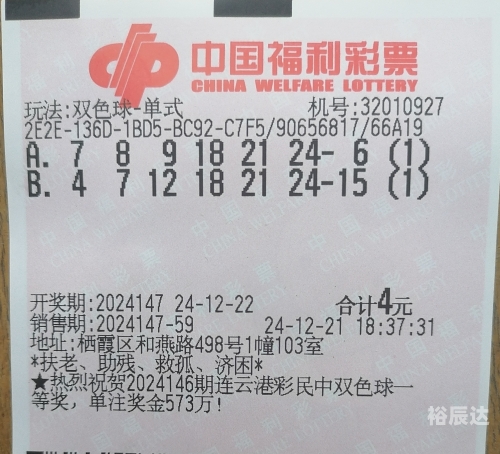 中国福利彩票
CHINA WELFARE LOTTERY
玩法:双色球-单式 机号:32010927
2E2E-136D-1BD5-BC92-C7F5/90656817/66A19
A. 7 8 9 18 21 24- 6 (1)
B. 4 7 12 18 21 24-15 (1)
开奖期:2024147 24-12-22 合计4元
销售期:2024147-59 24-12-21 18:37:31
地址:栖霞区和燕路498号1幢103室
*扶老、助残、救孤、济困*
★热烈祝贺2024146期连云港彩民中双色球一
等奖,单注奖金573万!
裕辰达